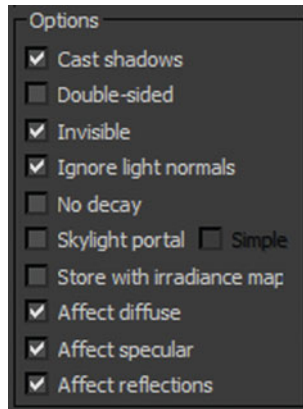 Options
Cast shadows
Double-sided
Invisible
Ignore light normals
No decay
Skylight portal Simple
Store with irradiance map
Affect diffuse
Affect specular
Affect reflections